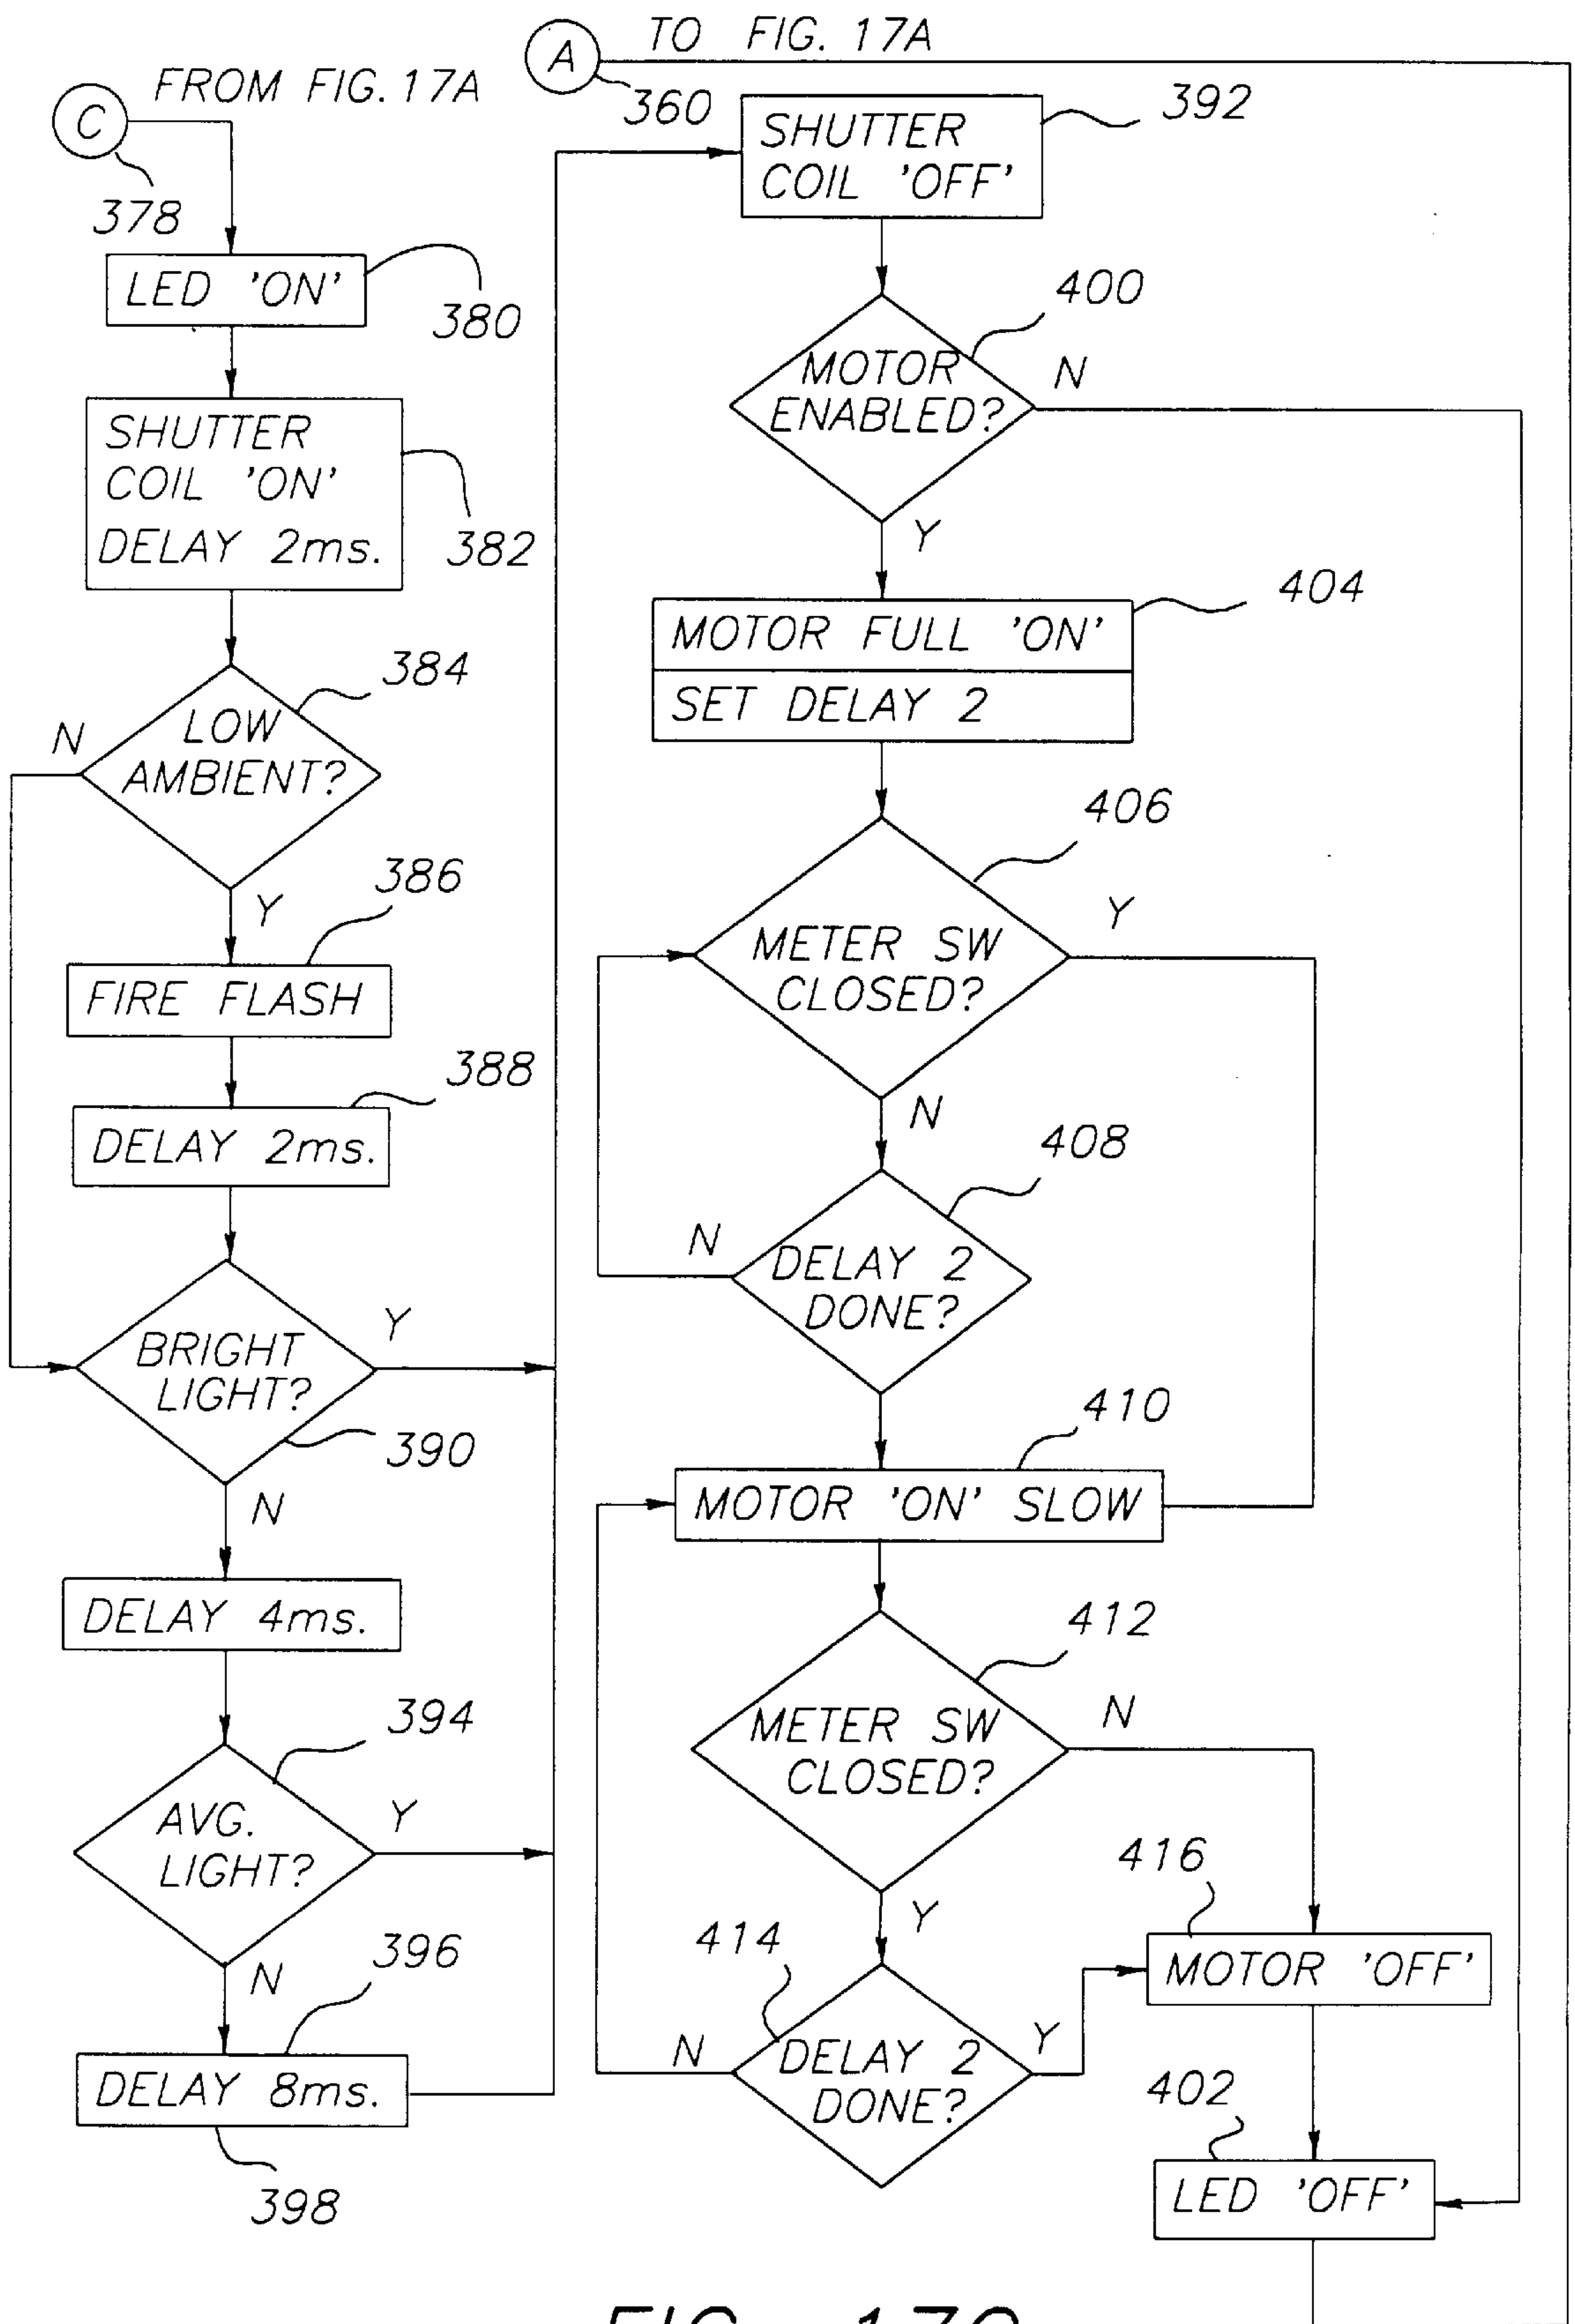 FROM FIG. 17A
C
378
LED 'ON'
380
SHUTTER
COIL 'ON'
DELAY 2ms.
382
384
N
LOW
AMBIENT?
Y
386
FIRE FLASH
388
DELAY 2ms.
BRIGHT
LIGHT?
Y
390
N
DELAY 4ms.
394
AVG.
LIGHT?
Y
396
N
DELAY 8ms.
398
A
TO FIG. 17A
360
392
SHUTTER
COIL 'OFF'
400
MOTOR
ENABLED?
N
Y
404
MOTOR FULL 'ON'
SET DELAY 2
406
METER SW
CLOSED?
Y
N
408
N
DELAY 2
DONE?
410
MOTOR 'ON' SLOW
412
METER SW
CLOSED?
N
Y
414
416
MOTOR 'OFF'
N
DELAY 2
DONE?
Y
402
LED 'OFF'
FIG. 17C